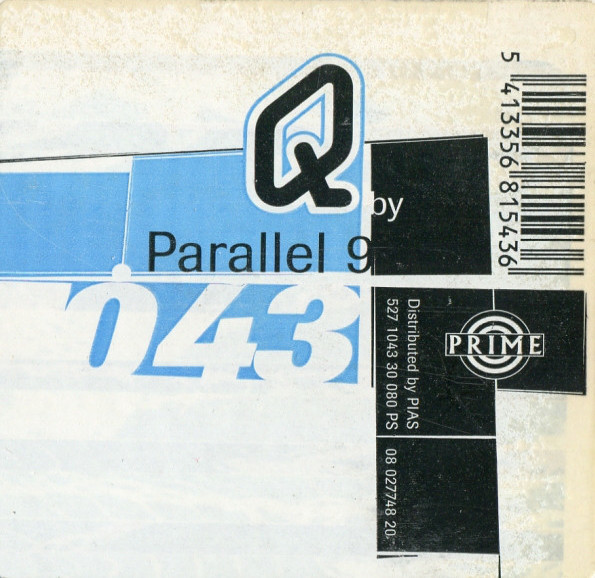 Q
by
Parallel 9
043
5 413356 815436
PRIME
Distributed by PIAS
527 1043 30 080 PS
08 027748 20